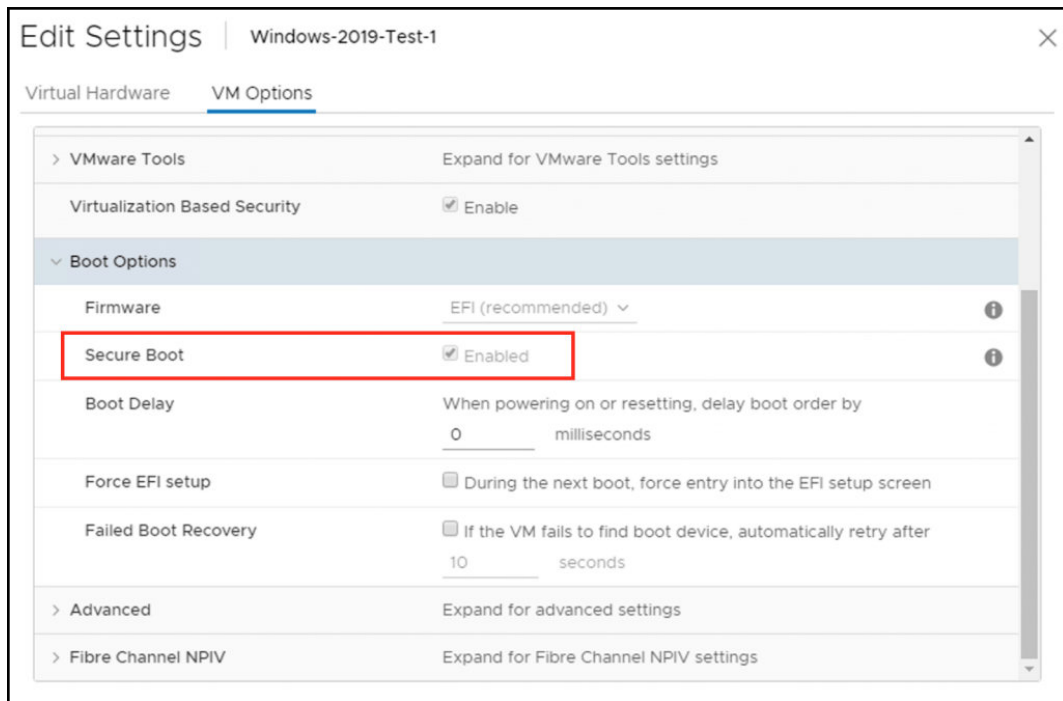 Edit Settings Windows-2019-Test-1
Virtual Hardware VM Options
VMware Tools Expand for VMware Tools settings
Virtualization Based Security Enable
Boot Options
Firmware EFI (recommended)
Secure Boot Enabled
Boot Delay When powering on or resetting, delay boot order by
0 milliseconds
Force EFI setup During the next boot, force entry into the EFI setup screen
Failed Boot Recovery If the VM fails to find boot device, automatically retry after
10 seconds
Advanced Expand for advanced settings
Fibre Channel NPIV Expand for Fibre Channel NPIV settings